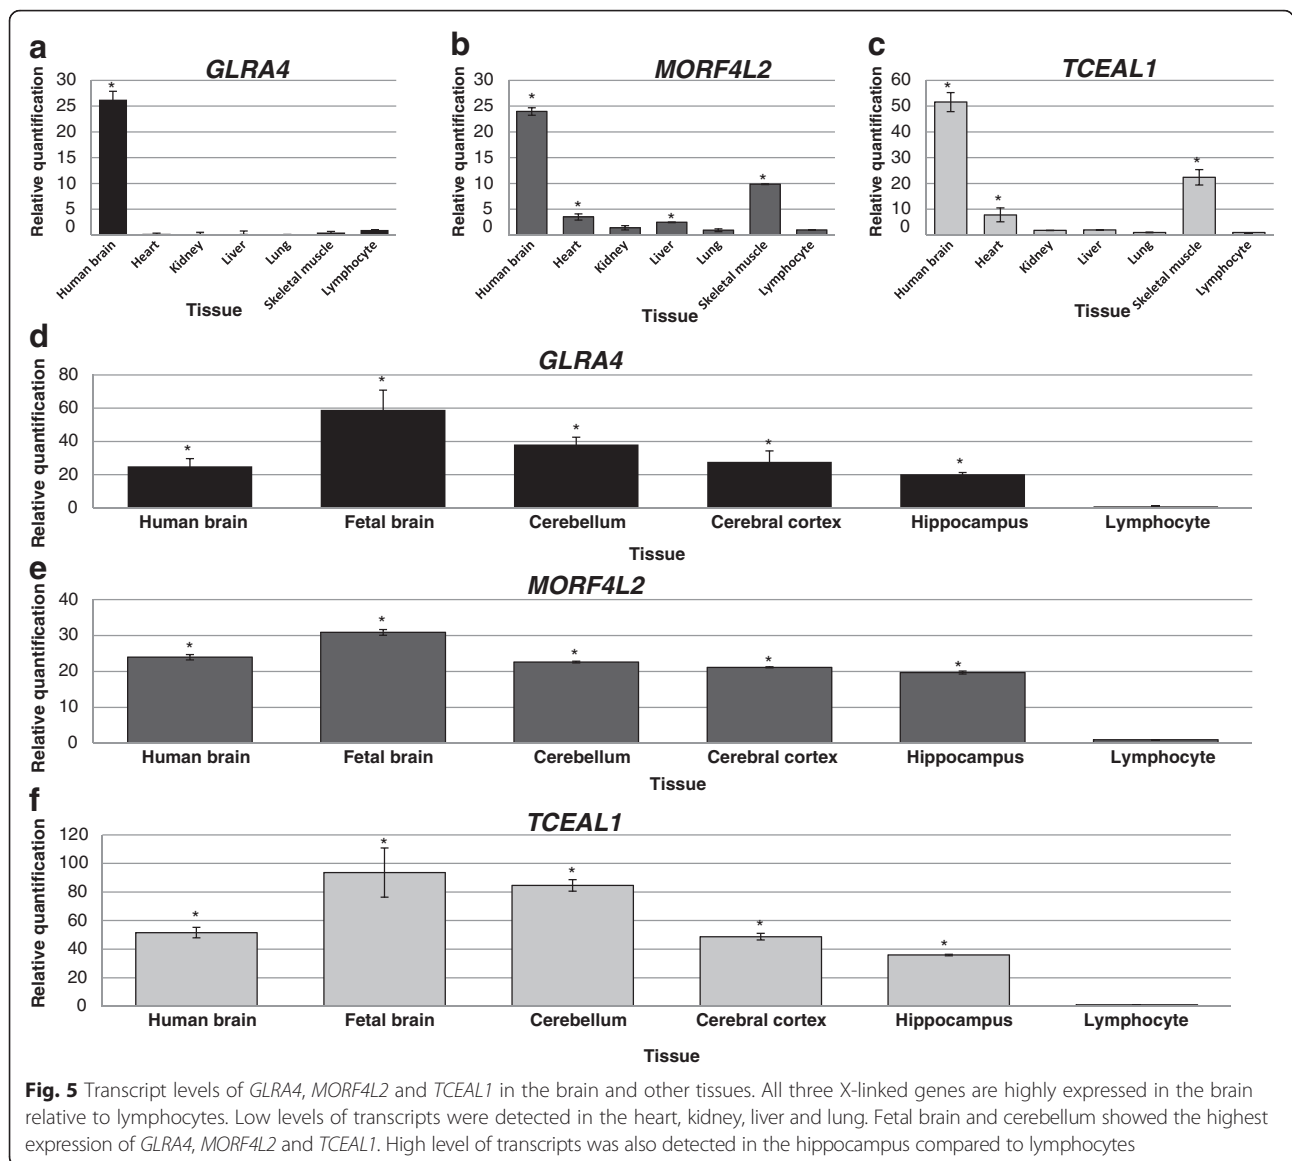 a
GLRA4
Relative quantification
30
25
20
15
10
5
0
*
Human brain
Heart
Kidney
Liver
Lung
Skeletal muscle
Lymphocyte
Tissue
b
MORF4L2
Relative quantification
30
25
20
15
10
5
0
* * * *
Human brain
Heart
Kidney
Liver
Lung
Skeletal muscle
Lymphocyte
Tissue
c
TCEAL1
Relative quantification
60
50
40
30
20
10
0
* * *
Human brain
Heart
Kidney
Liver
Lung
Skeletal muscle
Lymphocyte
Tissue
d
GLRA4
Relative quantification
80
60
40
20
0
* * * * *
Human brain Fetal brain Cerebellum Cerebral cortex Hippocampus Lymphocyte
Tissue
e
MORF4L2
Relative quantification
40
30
20
10
0
* * * * *
Human brain Fetal brain Cerebellum Cerebral cortex Hippocampus Lymphocyte
Tissue
f
TCEAL1
Relative quantification
120
100
80
60
40
20
0
* * * * *
Human brain Fetal brain Cerebellum Cerebral cortex Hippocampus Lymphocyte
Tissue
Fig. 5 Transcript levels of GLRA4, MORF4L2 and TCEAL1 in the brain and other tissues. All three X-linked genes are highly expressed in the brain
relative to lymphocytes. Low levels of transcripts were detected in the heart, kidney, liver and lung. Fetal brain and cerebellum showed the highest
expression of GLRA4, MORF4L2 and TCEAL1. High level of transcripts was also detected in the hippocampus compared to lymphocytes